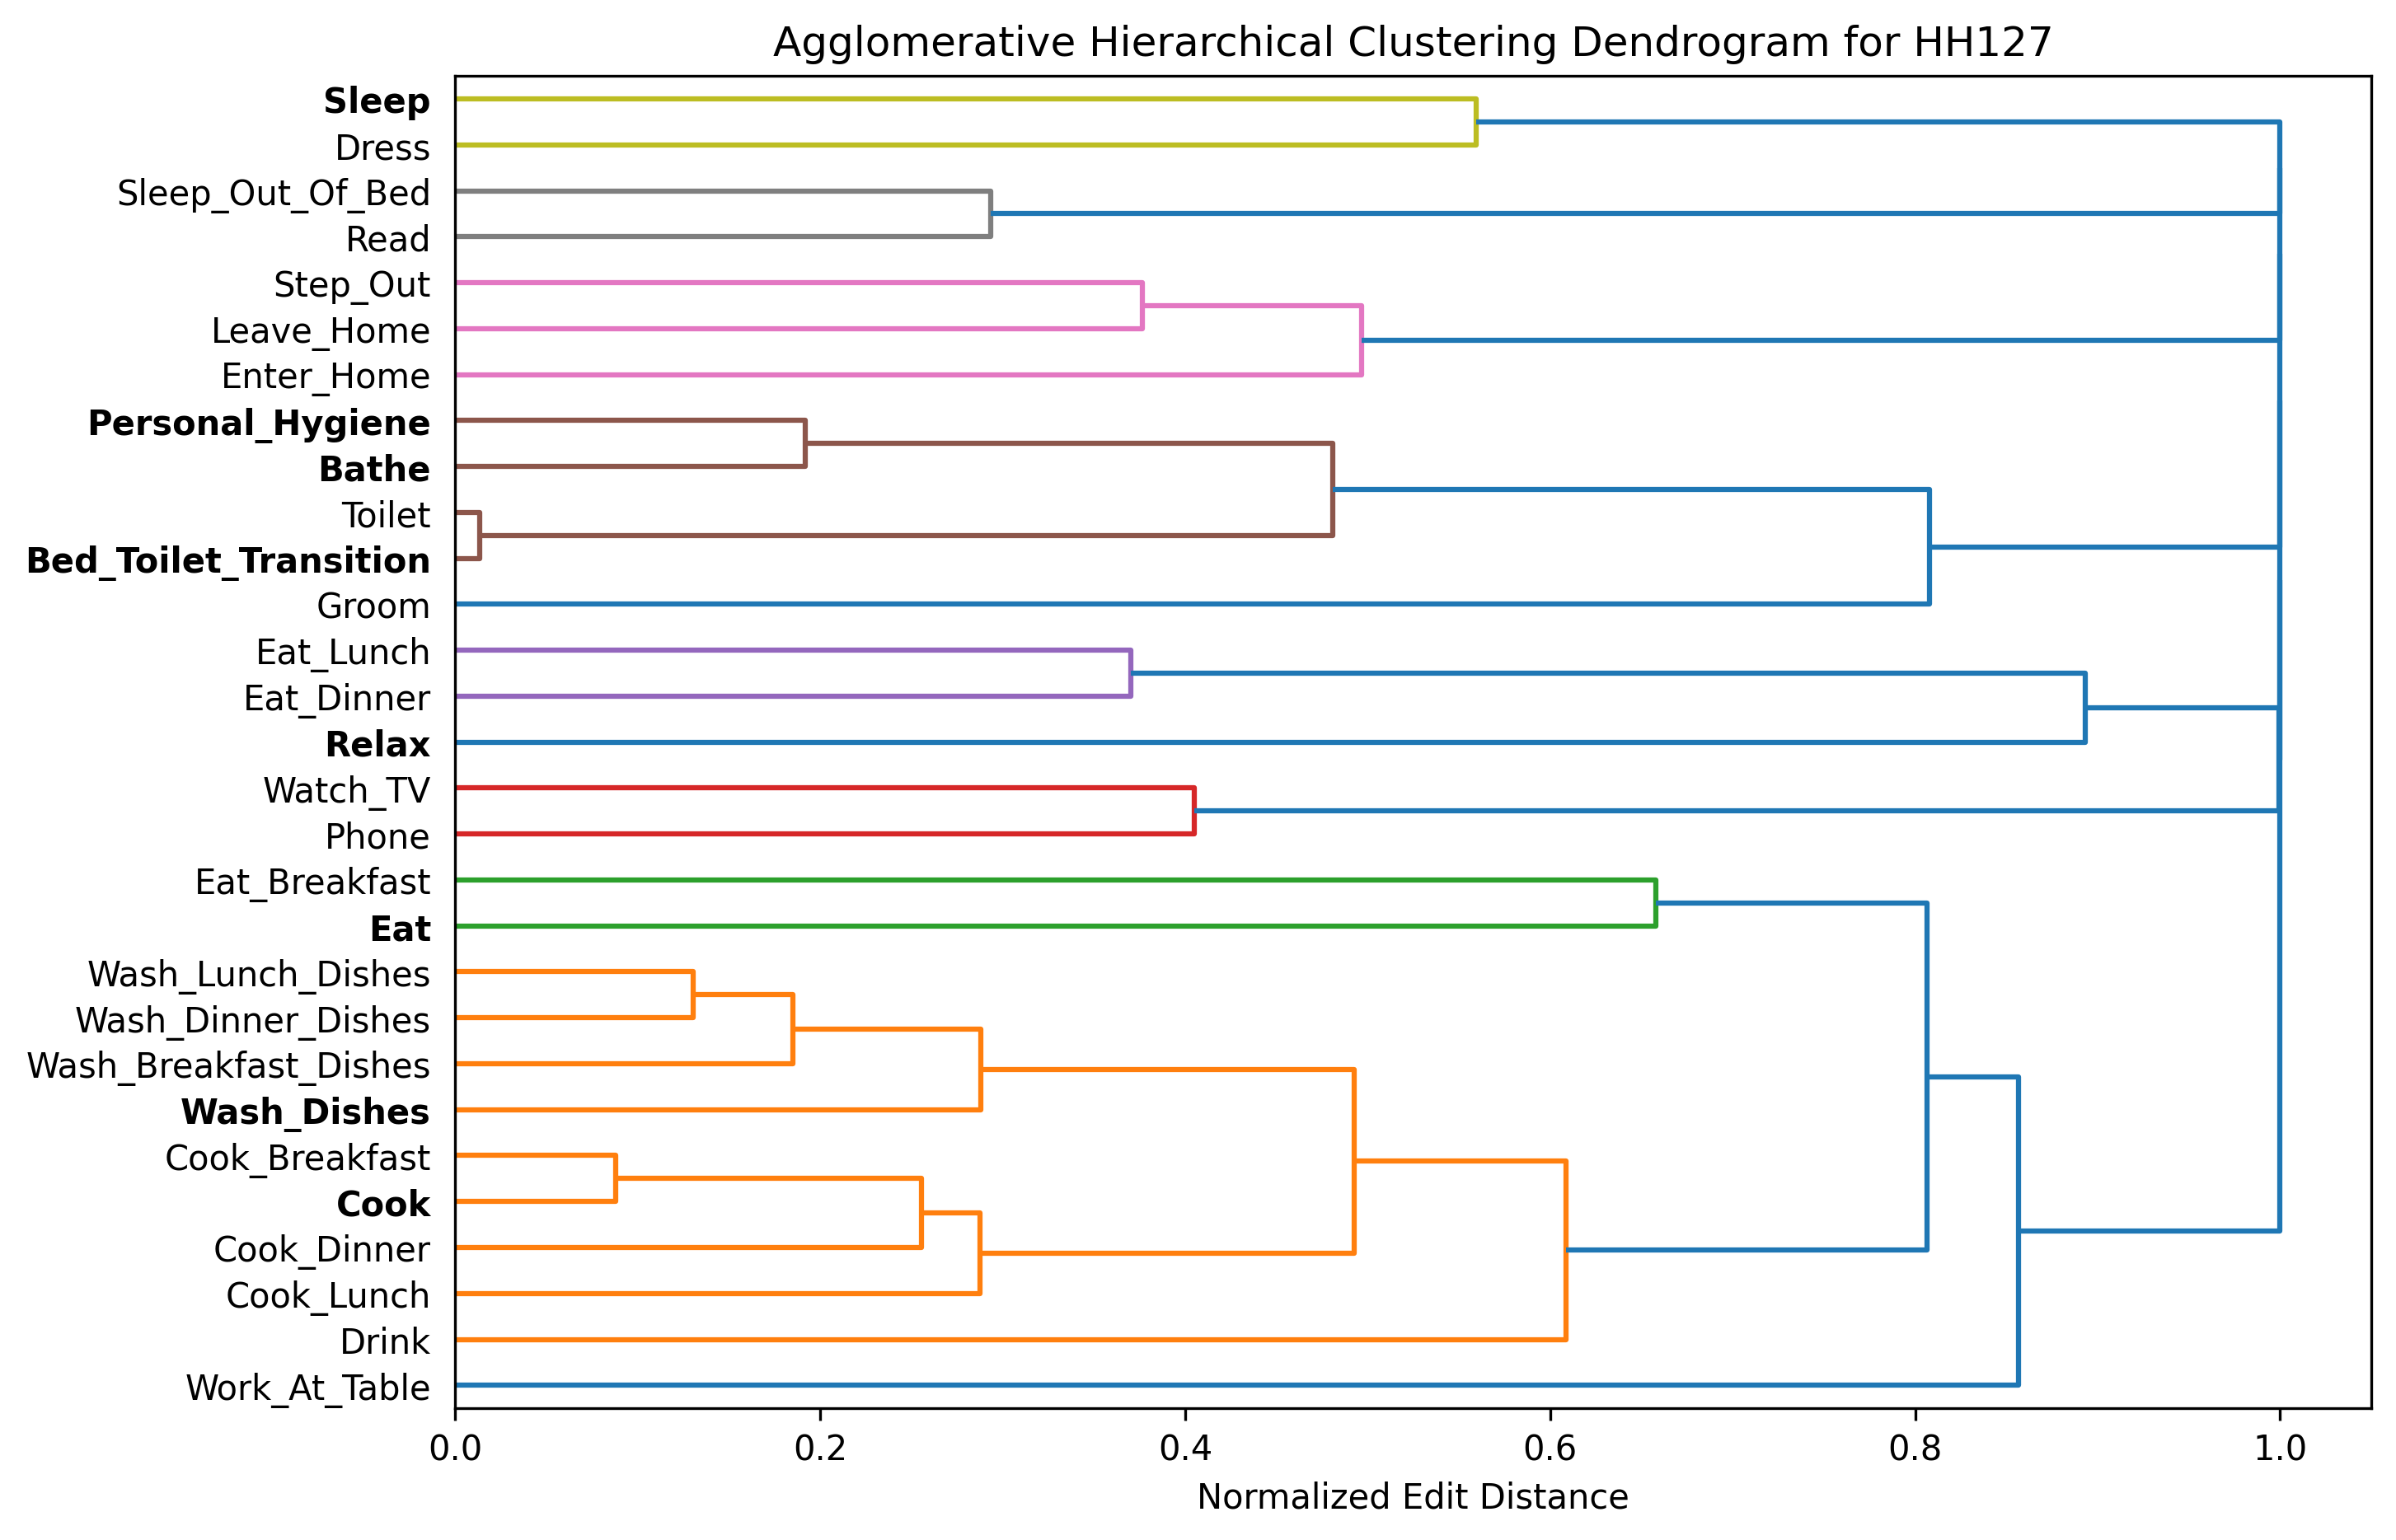 Agglomerative Hierarchical Clustering Dendrogram for HH127
Sleep
Dress
Sleep_Out_Of_Bed
Read
Step_Out
Leave_Home
Enter_Home
Personal_Hygiene
Bathe
Toilet
Bed_Toilet_Transition
Groom
Eat_Lunch
Eat_Dinner
Relax
Watch_TV
Phone
Eat_Breakfast
Eat
Wash_Lunch_Dishes
Wash_Dinner_Dishes
Wash_Breakfast_Dishes
Wash_Dishes
Cook_Breakfast
Cook
Cook_Dinner
Cook_Lunch
Drink
Work_At_Table
0.0 0.2 0.4 0.6 0.8 1.0
Normalized Edit Distance